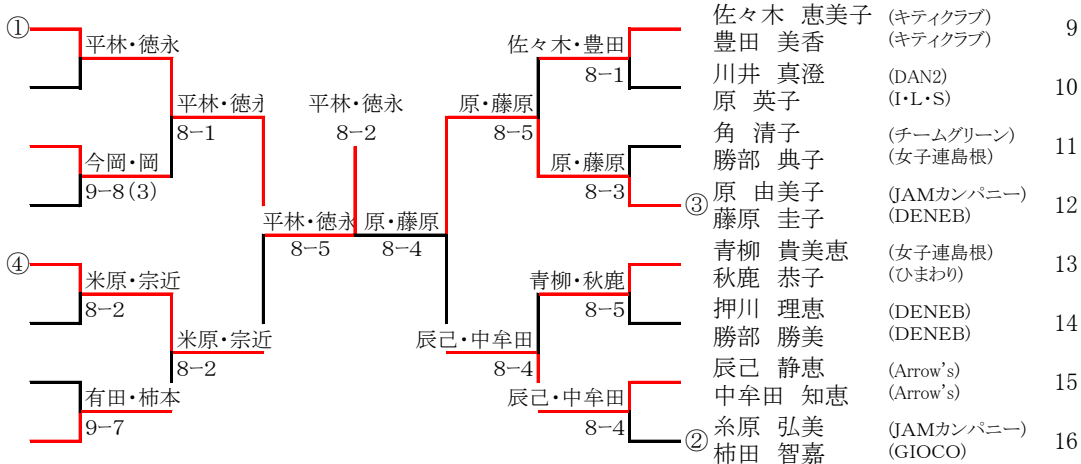 ①
平林・徳永
平林・徳永
8-1
今岡・岡
9-8(3)
④
米原・宗近
8-2
米原・宗近
8-2
有田・柿本
9-7
平林・徳永
8-5
平林・徳永
8-2
原・藤原
8-4
原・藤原
8-5
佐々木・豊田
8-1
原・藤原
8-3
青柳・秋鹿
8-5
辰己・中牟田
8-4
辰己・中牟田
8-4
佐々木 恵美子 (キティクラブ) 9
豊田 美香 (キティクラブ)
川井 真澄 (DAN2) 10
原 英子 (I・L・S)
角 清子 (チームグリーン) 11
勝部 典子 (女子連島根)
③ 原 由美子 (JAMカンパニー) 12
藤原 圭子 (DENEB)
青柳 貴美恵 (女子連島根) 13
秋鹿 恭子 (ひまわり)
押川 理恵 (DENEB) 14
勝部 勝美 (DENEB)
辰己 静恵 (Arrow's) 15
中牟田 知恵 (Arrow's)
② 糸原 弘美 (JAMカンパニー) 16
柿田 智嘉 (GIOCO)